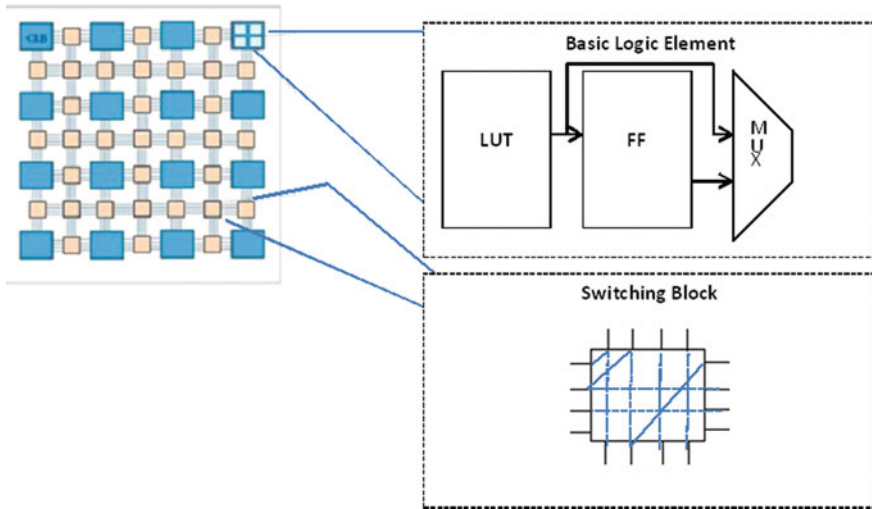 CLB
Basic Logic Element
LUT
FF
MUX
Switching Block